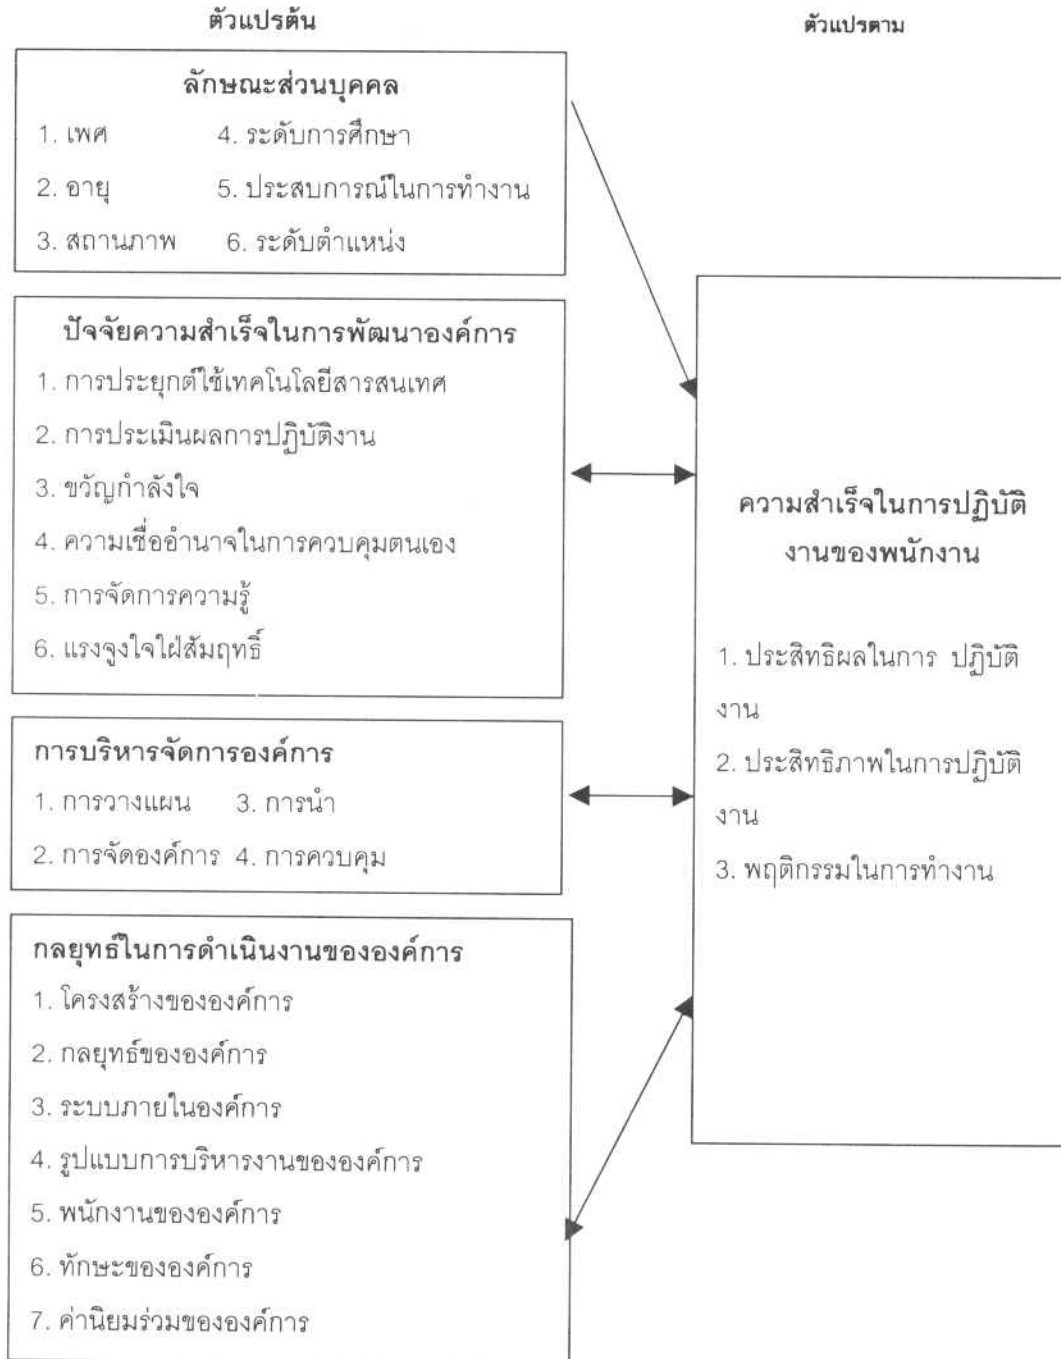 ตัวแปรต้น
ตัวแปรตาม
ลักษณะส่วนบุคคล
1. เพศ 4. ระดับการศึกษา
2. อายุ 5. ประสบการณ์ในการทำงาน
3. สถานภาพ 6. ระดับตำแหน่ง
ปัจจัยความสำเร็จในการพัฒนาองค์การ
1. การประยุกต์ใช้เทคโนโลยีสารสนเทศ
2. การประเมินผลการปฏิบัติงาน
3. ขวัญกำลังใจ
4. ความเชื่ออำนาจในการควบคุมตนเอง
5. การจัดการความรู้
6. แรงจูงใจใฝ่สัมฤทธิ์
การบริหารจัดการองค์การ
1. การวางแผน 3. การนำ
2. การจัดองค์การ 4. การควบคุม
กลยุทธ์ในการดำเนินงานขององค์การ
1. โครงสร้างขององค์การ
2. กลยุทธ์ขององค์การ
3. ระบบภายในองค์การ
4. รูปแบบการบริหารงานขององค์การ
5. พนักงานขององค์การ
6. ทักษะขององค์การ
7. ค่านิยมร่วมขององค์การ
ความสำเร็จในการปฏิบัติ
งานของพนักงาน
1. ประสิทธิผลในการ ปฏิบัติ
งาน
2. ประสิทธิภาพในการปฏิบัติ
งาน
3. พฤติกรรมในการทำงาน